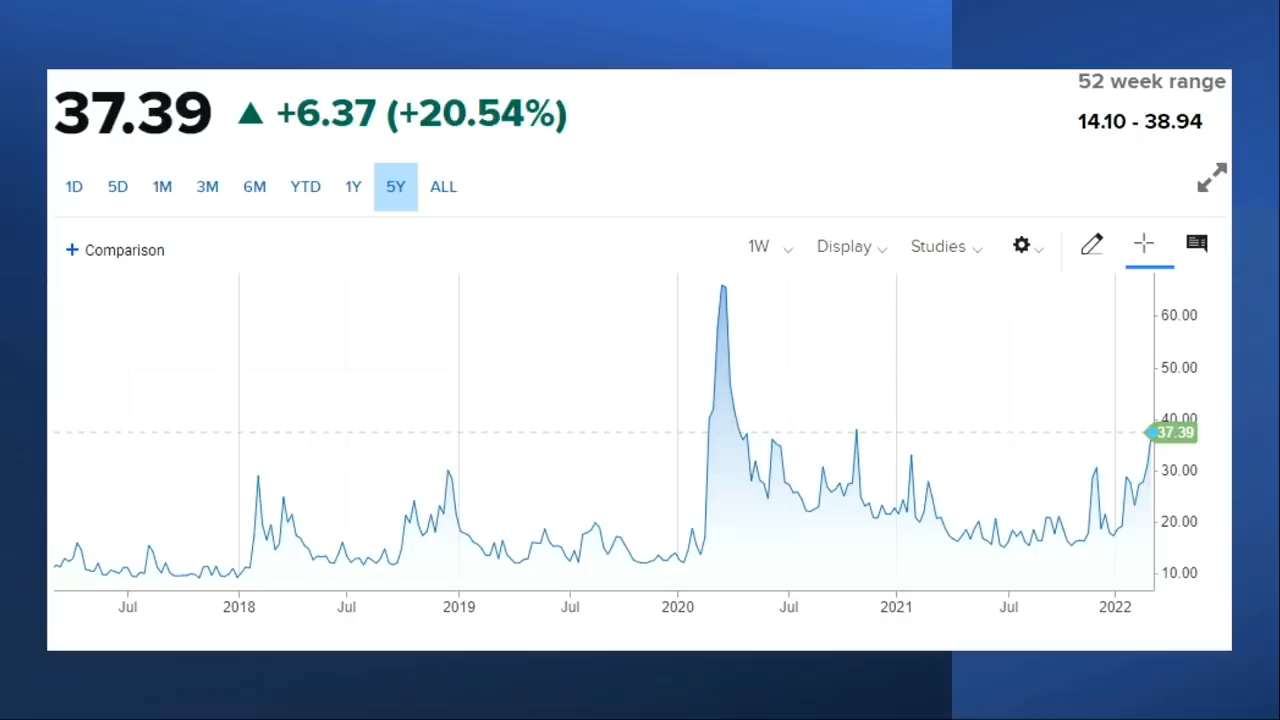 52 week range
37.39 ▲ +6.37 (+20.54%)
14.10 - 38.94
1D 5D 1M 3M 6M YTD 1Y 5Y ALL
+ Comparison 1W Display Studies
60.00
50.00
40.00
37.39
30.00
20.00
10.00
Jul 2018 Jul 2019 Jul 2020 Jul 2021 Jul 2022